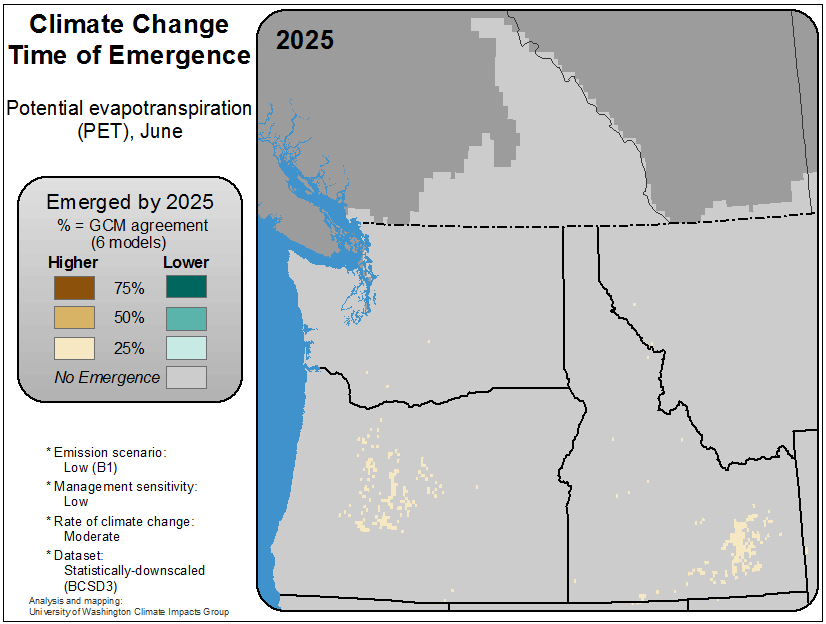 Climate Change
Time of Emergence
Potential evapotranspiration
(PET), June
2025
Emerged by 2025
% = GCM agreement
(6 models)
Higher Lower
75%
50%
25%
No Emergence
* Emission scenario:
Low (B1)
* Management sensitivity:
Low
* Rate of climate change:
Moderate
* Dataset:
Statistically-downscaled
(BCSD3)
Analysis and mapping:
University of Washington Climate Impacts Group